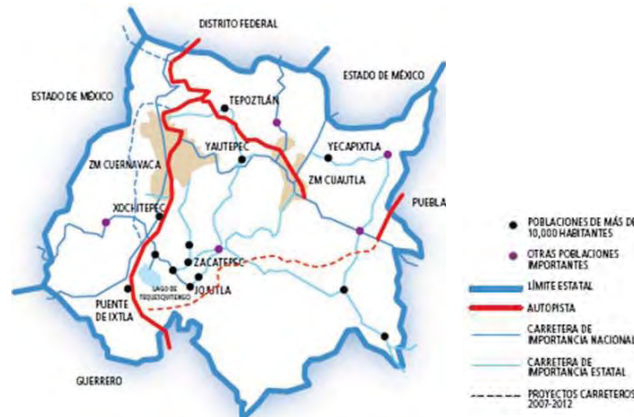 DISTRITO FEDERAL
ESTADO DE MÉXICO
ESTADO DE MÉXICO
TEPOZTLÁN
YAUTEPEC
YECAPIXTLA
ZM CUERNAVACA
ZM CUAUTLA
XOCHITEPEC
PUEBLA
ZACATEPEC
LAGO DE
TEQUESQUITENGO
JOJUTLA
PUENTE
DE IXTLA
GUERRERO
POBLACIONES DE MÁS DE
10,000 HABITANTES
OTRAS POBLACIONES
IMPORTANTES
LÍMITE ESTATAL
AUTOPISTA
CARRETERA DE
IMPORTANCIA NACIONAL
CARRETERA DE
IMPORTANCIA ESTATAL
PROYECTOS CARRETEROS
2007-2012